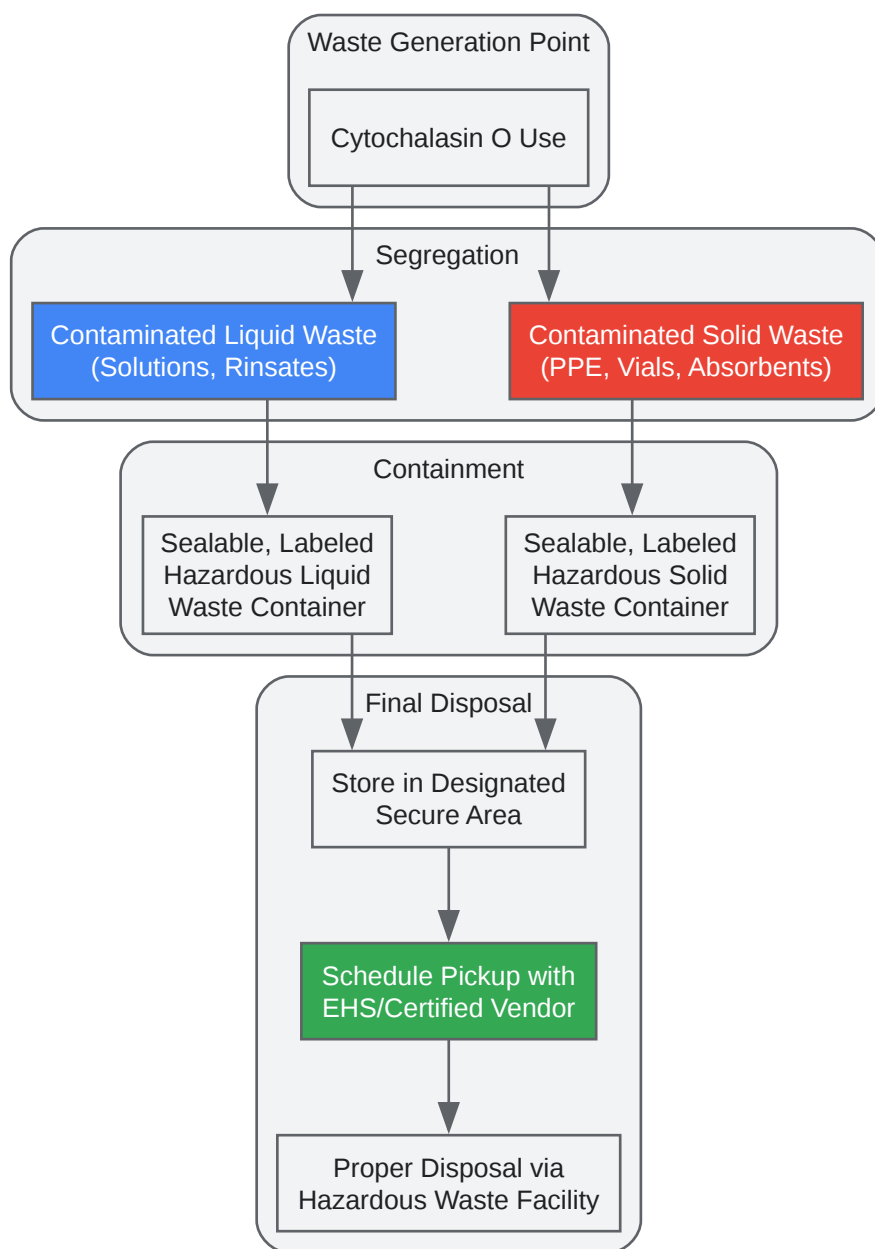 Waste Generation Point
Cytochalasin O Use
Segregation
Contaminated Liquid Waste
(Solutions, Rinsates)
Contaminated Solid Waste
(PPE, Vials, Absorbents)
Containment
Sealable, Labeled
Hazardous Liquid
Waste Container
Sealable, Labeled
Hazardous Solid
Waste Container
Final Disposal
Store in Designated
Secure Area
Schedule Pickup with
EHS/Certified Vendor
Proper Disposal via
Hazardous Waste Facility